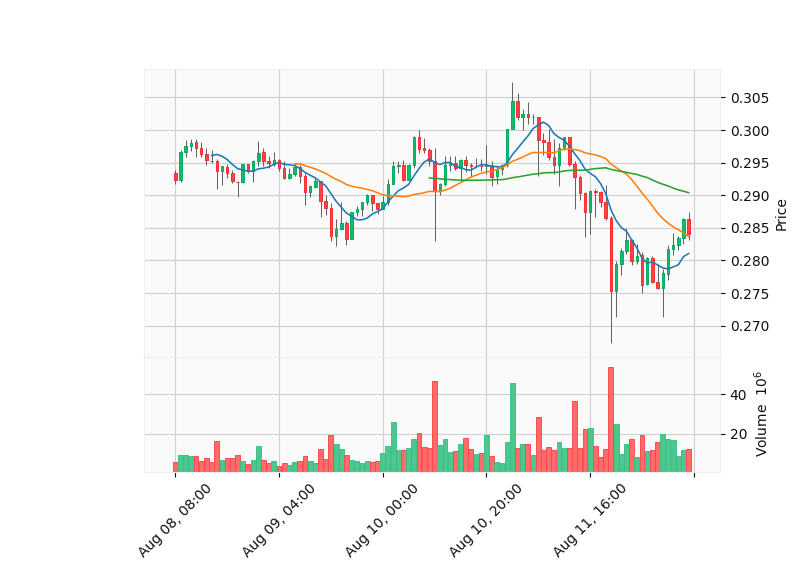 0.305
0.300
0.295
0.290
0.285
0.280
0.275
0.270
Price
40
20
Volume 10^6
Aug 08, 08:00
Aug 09, 04:00
Aug 10, 00:00
Aug 10, 20:00
Aug 11, 16:00